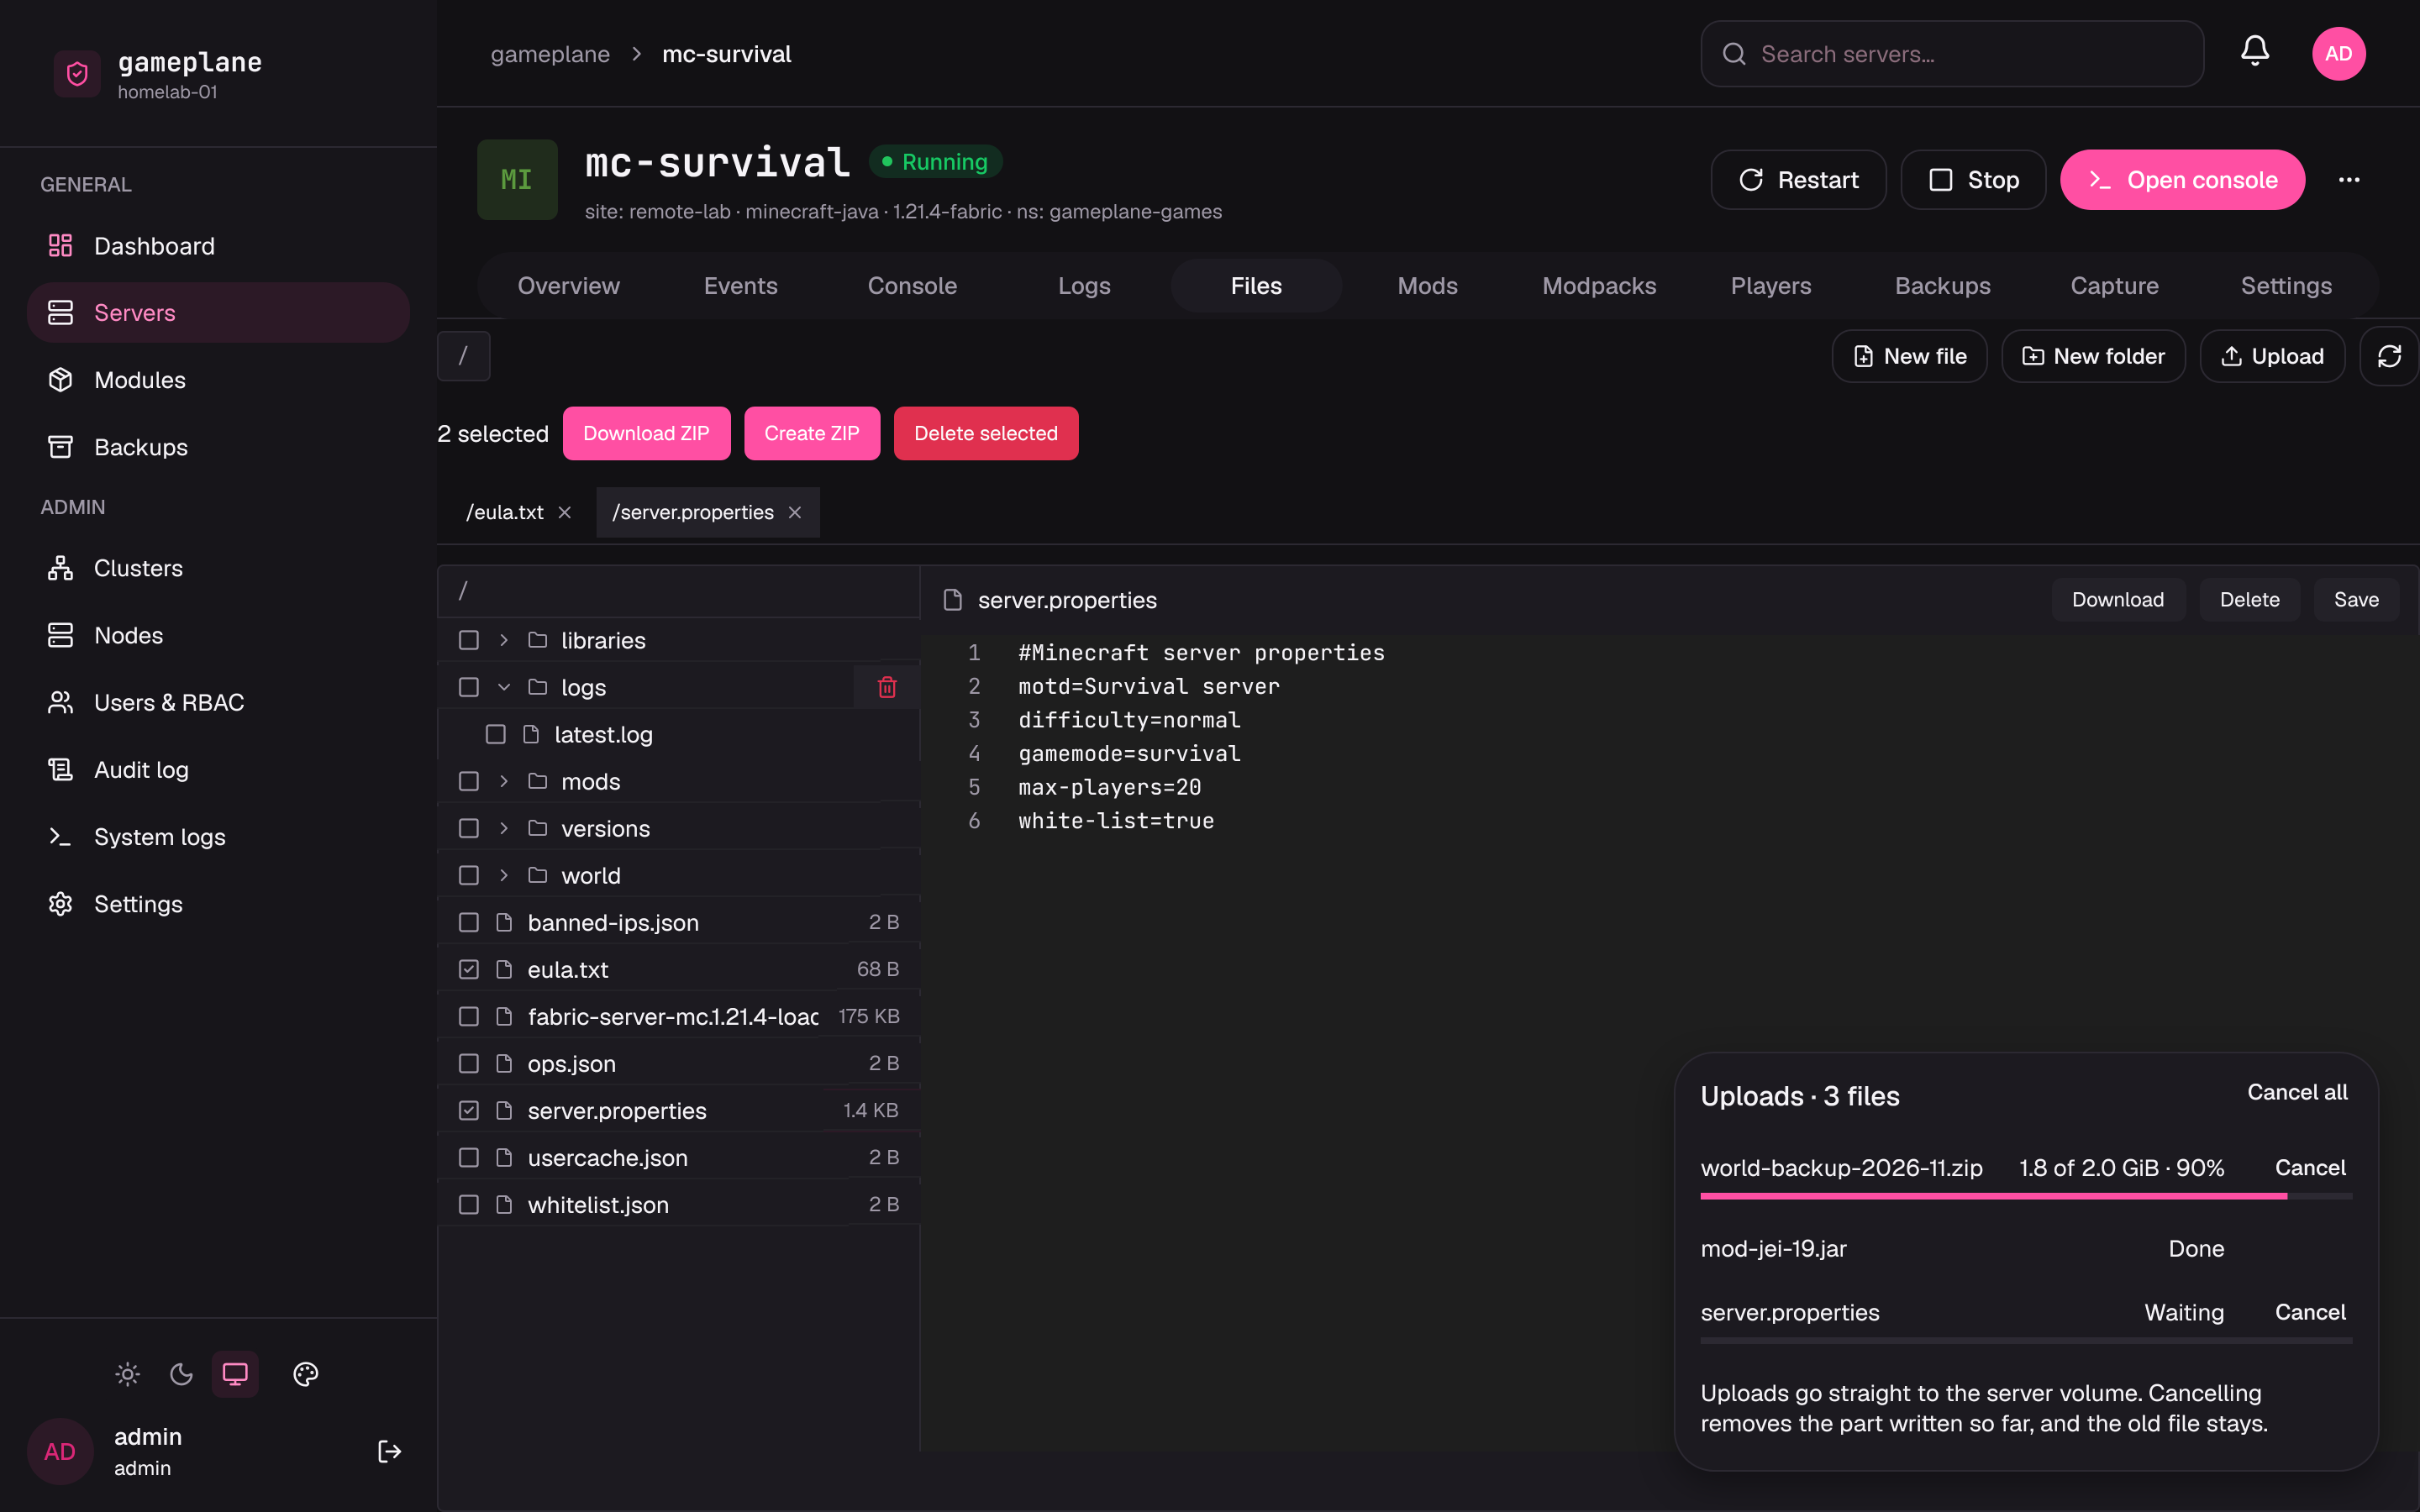 gameplane
homelab-01
GENERAL
Dashboard
Servers
Modules
Backups
ADMIN
Clusters
Nodes
Users & RBAC
Audit log
System logs
Settings
AD
admin
admin
gameplane
mc-survival
Search servers…
AD
MI
mc-survival
Running
site: remote-lab · minecraft-java · 1.21.4-fabric · ns: gameplane-games
Restart
Stop
Open console
Overview
Events
Console
Logs
Files
Mods
Modpacks
Players
Backups
Capture
Settings
/
New file
New folder
Upload
2 selected
Download ZIP
Create ZIP
Delete selected
/eula.txt
/server.properties
/
libraries
logs
latest.log
mods
versions
world
banned-ips.json 2 B
eula.txt 68 B
fabric-server-mc.1.21.4-loac 175 KB
ops.json 2 B
server.properties 1.4 KB
usercache.json 2 B
whitelist.json 2 B
server.properties
Download
Delete
Save
1 #Minecraft server properties
2 motd=Survival server
3 difficulty=normal
4 gamemode=survival
5 max-players=20
6 white-list=true
Uploads · 3 files
Cancel all
world-backup-2026-11.zip 1.8 of 2.0 GiB · 90% Cancel
mod-jei-19.jar Done
server.properties Waiting Cancel
Uploads go straight to the server volume. Cancelling
removes the part written so far, and the old file stays.